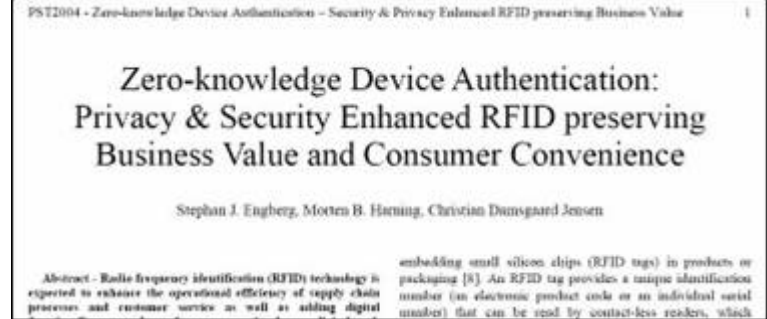 PST2004 - Zero-knowledge Device Authentication – Security & Privacy Enhanced RFID preserving Business Value 1
Zero-knowledge Device Authentication:
Privacy & Security Enhanced RFID preserving
Business Value and Consumer Convenience
Stephan J. Engberg, Morten B. Harning, Christian Damsgaard Jensen
Abstract - Radio frequency identification (RFID) technology is
expected to enhance the operational efficiency of supply chain
processes and customer service as well as adding digital
embedding small silicon chips (RFID tags) in products or
packaging [8]. An RFID tag provides a unique identification
number (an electronic product code or an individual serial
number) that can be read by contact-less readers, which